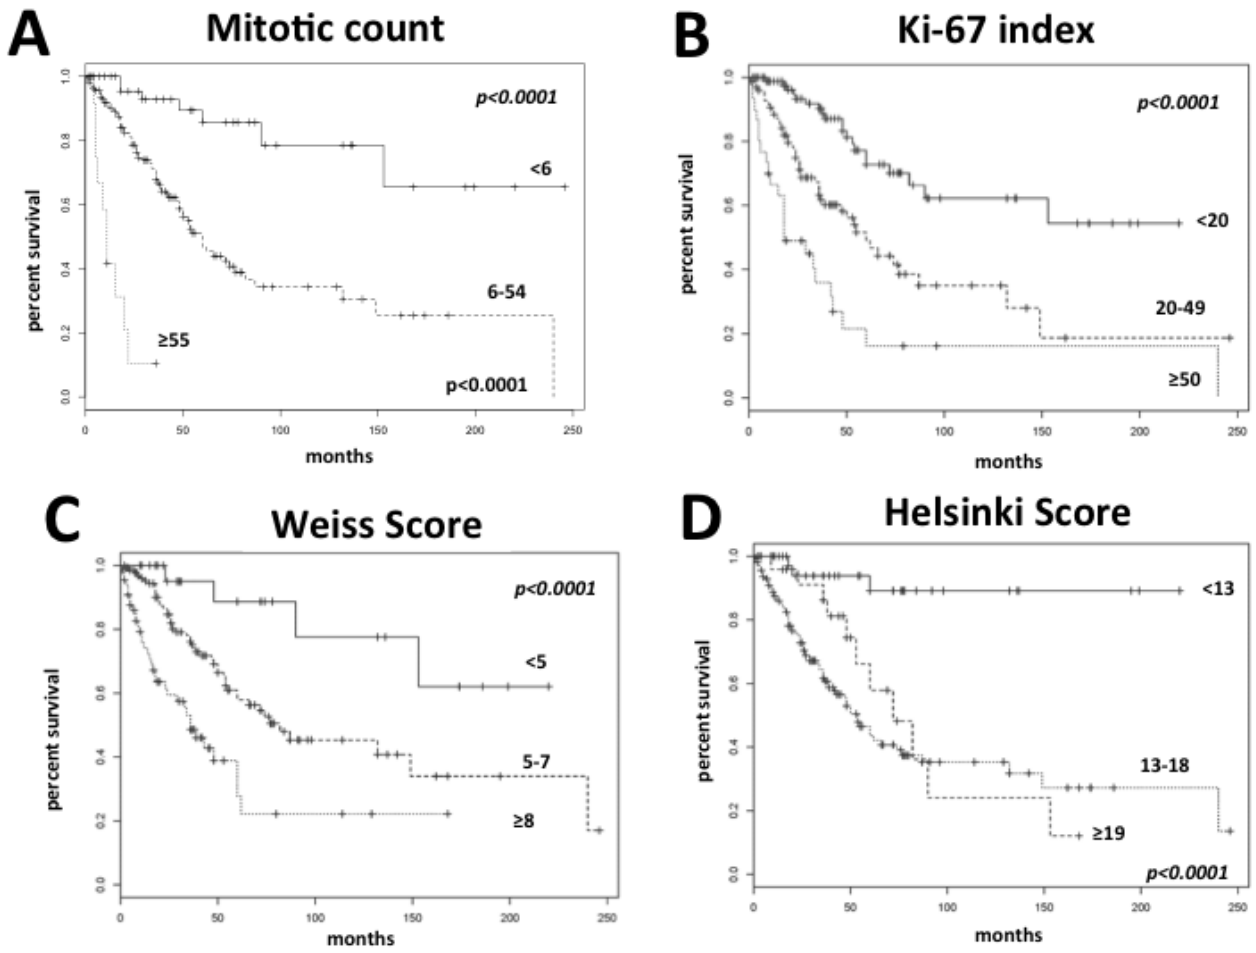 A
Mitotic count
p<0.0001
<6
6-54
≥55
p<0.0001
percent survival
1.0
0.8
0.6
0.4
0.2
0.0
0 50 100 150 200 250
months
B
Ki-67 index
p<0.0001
<20
20-49
≥50
percent survival
1.0
0.8
0.6
0.4
0.2
0.0
0 50 100 150 200 250
months
C
Weiss Score
p<0.0001
<5
5-7
≥8
percent survival
1.0
0.8
0.6
0.4
0.2
0.0
0 50 100 150 200 250
months
D
Helsinki Score
<13
13-18
≥19
p<0.0001
percent survival
1.0
0.8
0.6
0.4
0.2
0.0
0 50 100 150 200 250
months